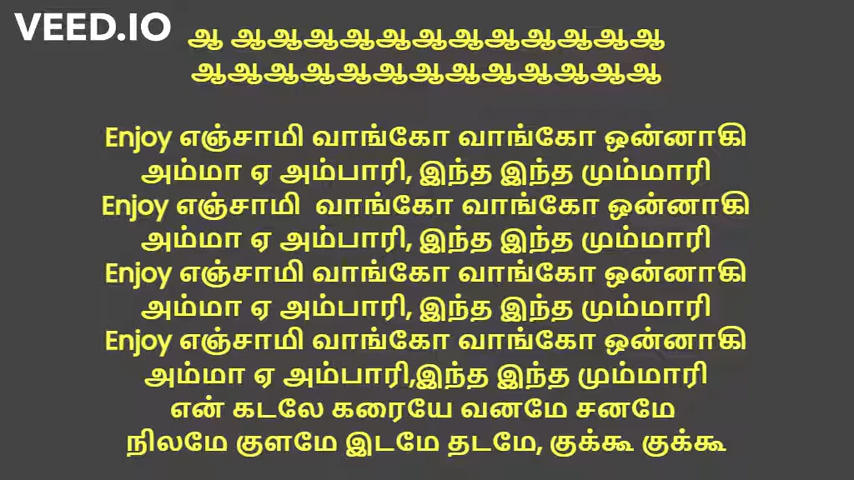 VEED.IO
ஆ ஆஆஆஆஆஆஆஆஆஆஆஆ
ஆஆஆஆஆஆஆஆஆஆஆஆஆ
Enjoy எஞ்சாமி வாங்கோ வாங்கோ ஒன்னாகி
அம்மா ஏ அம்பாரி, இந்த இந்த மும்மாரி
Enjoy எஞ்சாமி வாங்கோ வாங்கோ ஒன்னாகி
அம்மா ஏ அம்பாரி, இந்த இந்த மும்மாரி
Enjoy எஞ்சாமி வாங்கோ வாங்கோ ஒன்னாகி
அம்மா ஏ அம்பாரி, இந்த இந்த மும்மாரி
Enjoy எஞ்சாமி வாங்கோ வாங்கோ ஒன்னாகி
அம்மா ஏ அம்பாரி,இந்த இந்த மும்மாரி
என் கடலே கரையே வனமே சனமே
நிலமே குளமே இடமே தடமே, குக்கூ குக்கூ